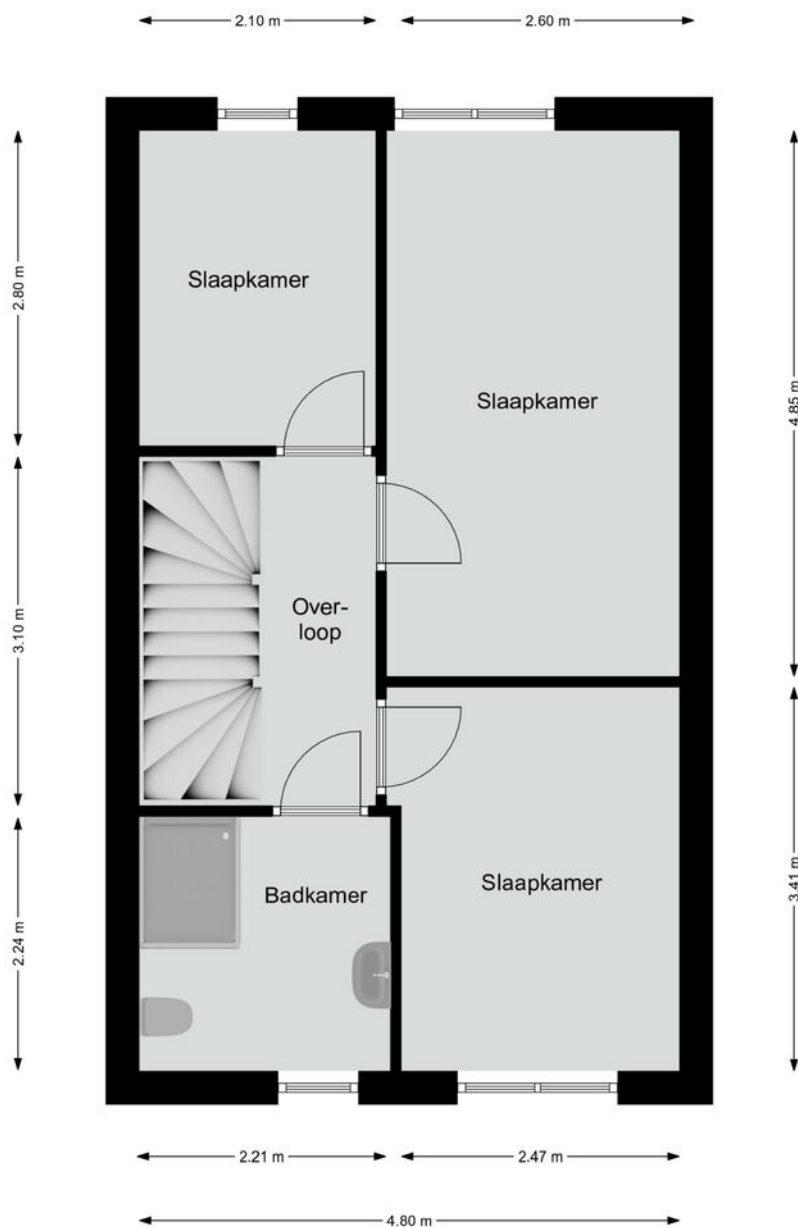 2.10 m
2.60 m
2.80 m
Slaapkamer
Slaapkamer
4.85 m
3.10 m
Over-
loop
2.24 m
Badkamer
Slaapkamer
3.41 m
2.21 m
2.47 m
4.80 m